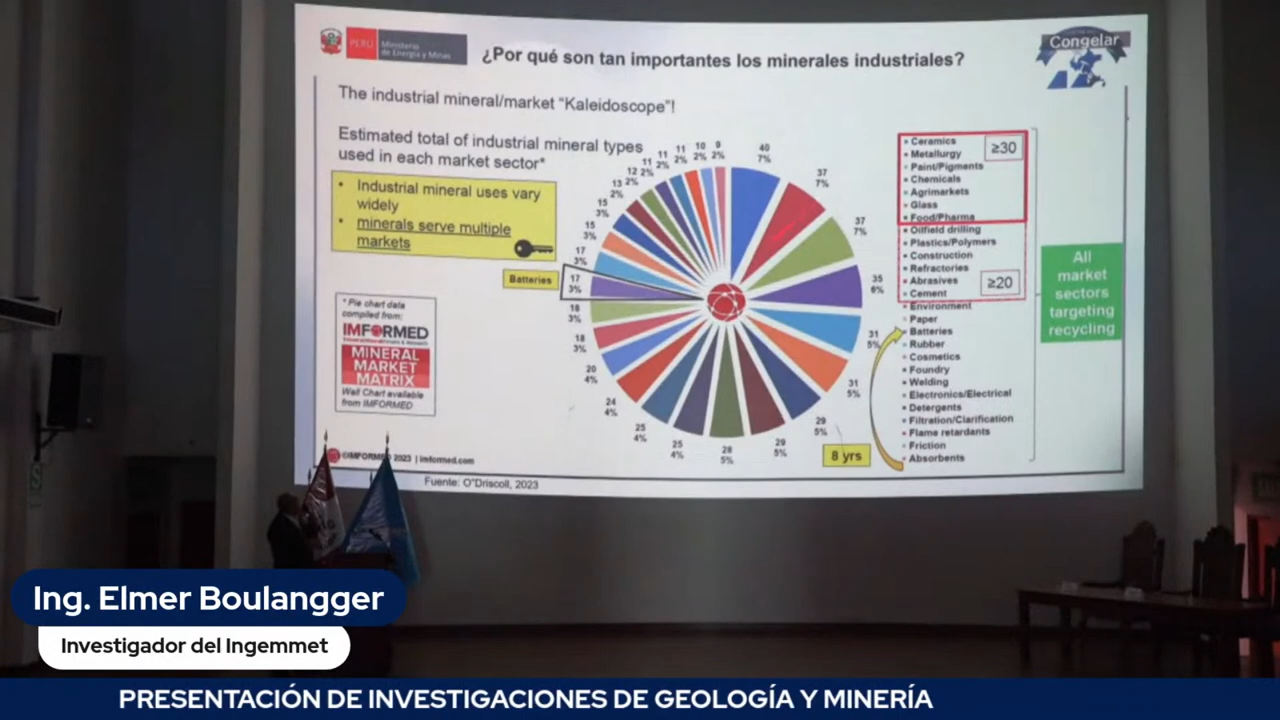 PERÚ
Ministerio
de Energía y Minas
¿Por qué son tan importantes los minerales industriales?
Congelar
The industrial mineral/market "Kaleidoscope"!
Estimated total of industrial mineral types
used in each market sector*
• Industrial mineral uses vary
widely
• minerals serve multiple
markets
Batteries
* Pie chart data
compiled from:
IMFORMED
MINERAL
MARKET
MATRIX
Wall Chart available
from IMFORMED
40
7%
37
7%
37
7%
35
6%
31
5%
31
5%
29
5%
29
5%
28
5%
25
4%
25
4%
24
4%
20
4%
18
3%
18
3%
17
3%
17
3%
15
3%
15
3%
13
2%
12
2%
11
2%
11
2%
11
2%
10
2%
9
2%
8 yrs
▪ Ceramics
▪ Metallurgy
▪ Paint/Pigments
▪ Chemicals
▪ Agrimarkets
▪ Glass
▪ Food/Pharma
▪ Oilfield drilling
▪ Plastics/Polymers
▪ Construction
▪ Refractories
▪ Abrasives
▪ Cement
▪ Environment
▪ Paper
▪ Batteries
▪ Rubber
▪ Cosmetics
▪ Foundry
▪ Welding
▪ Electronics/Electrical
▪ Detergents
▪ Filtration/Clarification
▪ Flame retardants
▪ Friction
▪ Absorbents
≥30
≥20
All
market
sectors
targeting
recycling
©IMFORMED 2023 | imformed.com
Fuente: O"Driscoll, 2023
Ing. Elmer Boulangger
Investigador del Ingemmet
PRESENTACIÓN DE INVESTIGACIONES DE GEOLOGÍA Y MINERÍA